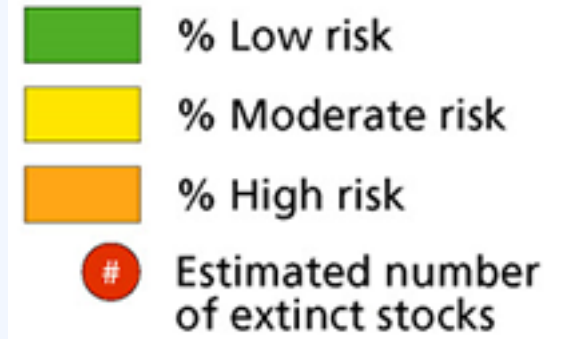 % Low risk
% Moderate risk
% High risk
# Estimated number
of extinct stocks